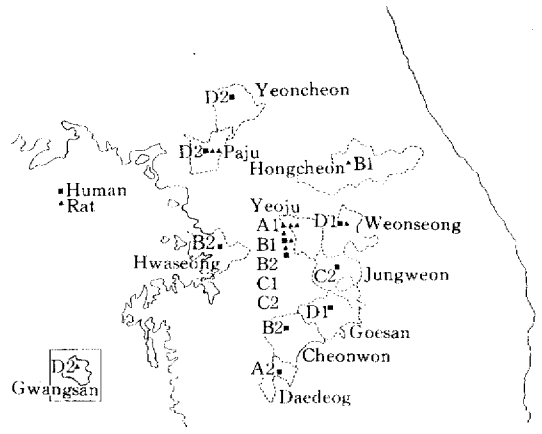 D2 Yeoncheon
D2 Paju
Hongcheon B1
Human
Rat
Yeoju
A1 D1 Weonseong
B2 B1
Hwaseong B2
C2 Jungweon
C1
C2
D1
B2 Goesan
Cheonwon
D2 A2
Gwangsan
Daedeog